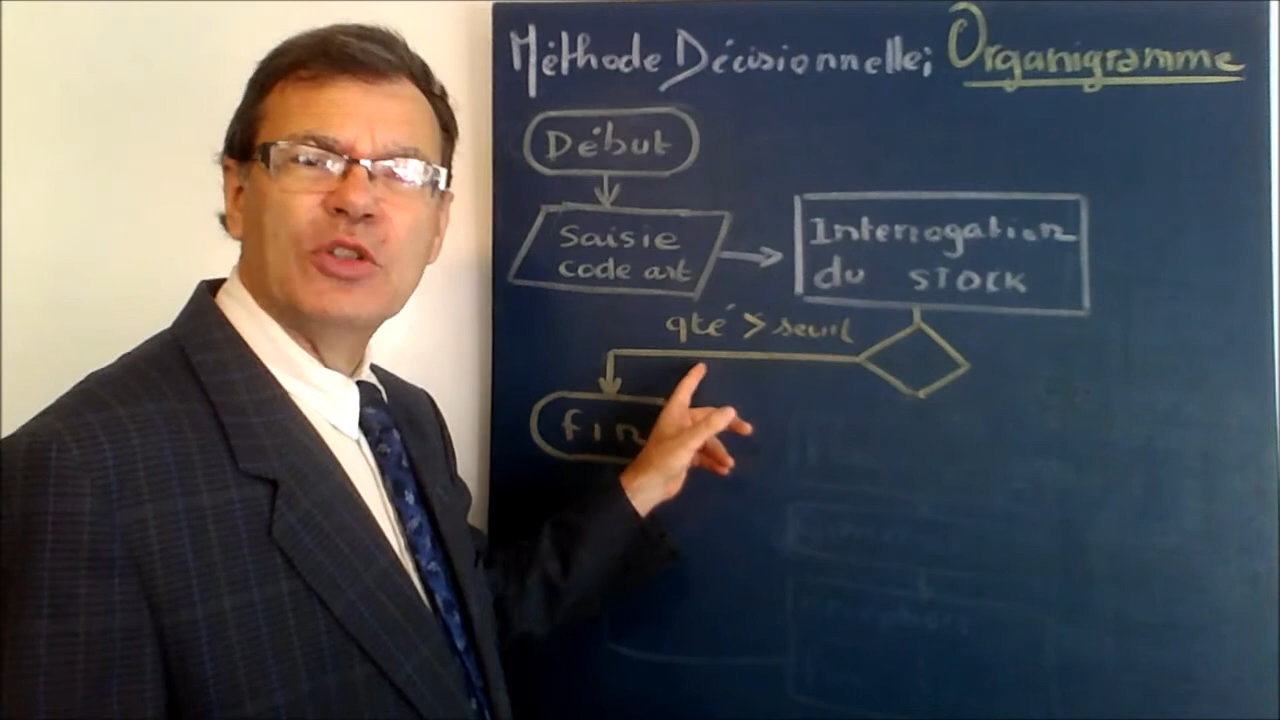 Méthode Décisionnelle; Organigramme
Début
Saisie
code art
Interrogation
du STOCK
qté > seuil
fin